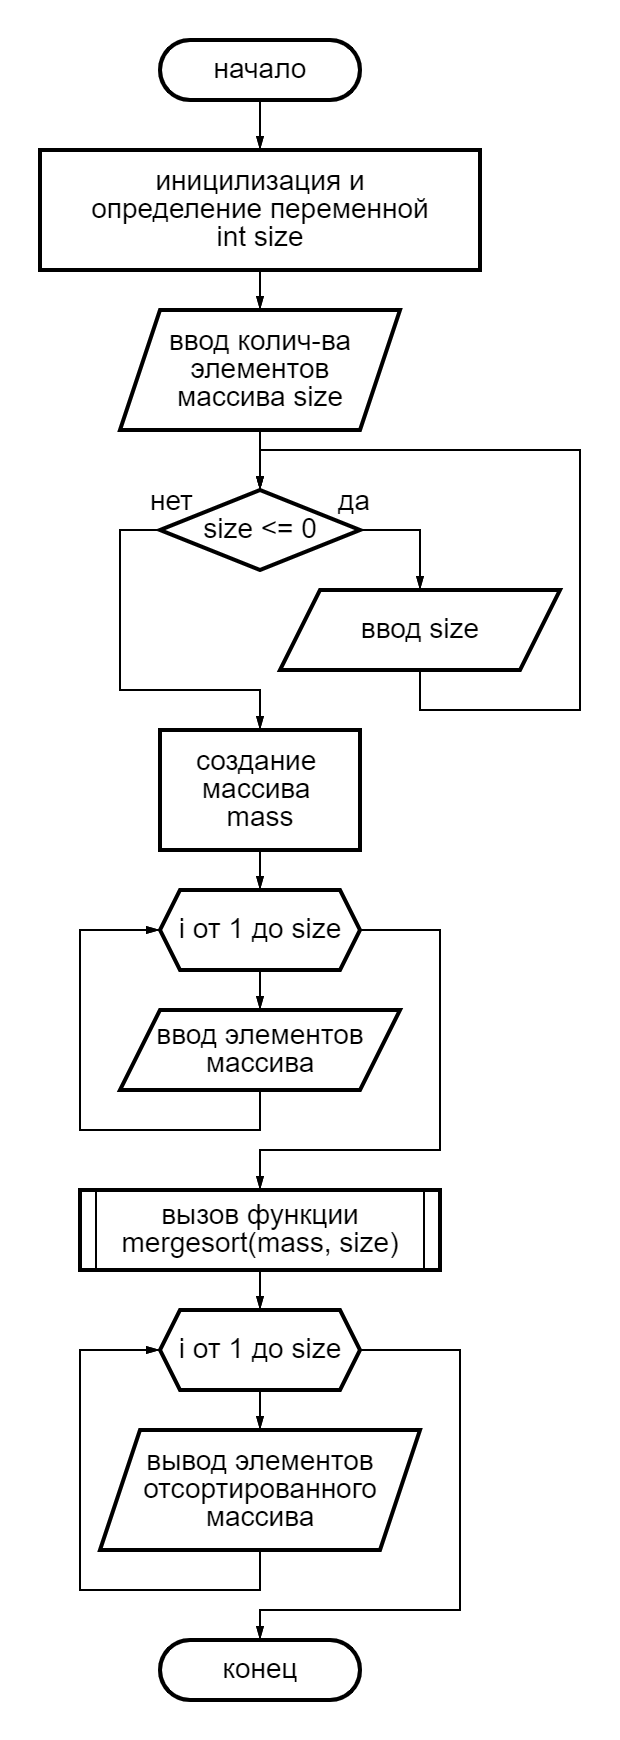 начало
иницилизация и
определение переменной
int size
ввод колич-ва
элементов
массива size
нет
да
size <= 0
ввод size
создание
массива
mass
i от 1 до size
ввод элементов
массива
вызов функции
mergesort(mass, size)
i от 1 до size
вывод элементов
отсортированного
массива
конец